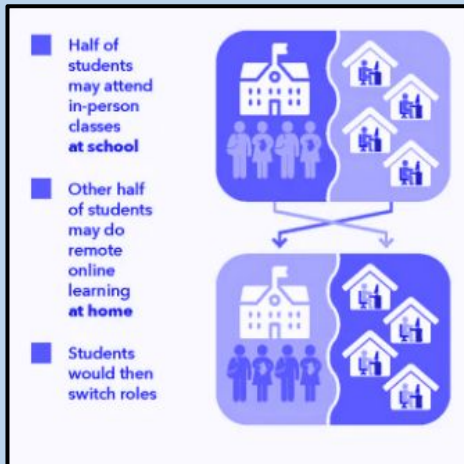 Half of
students
may attend
in-person
classes
at school
Other half
of students
may do
remote
online
learning
at home
Students
would then
switch roles